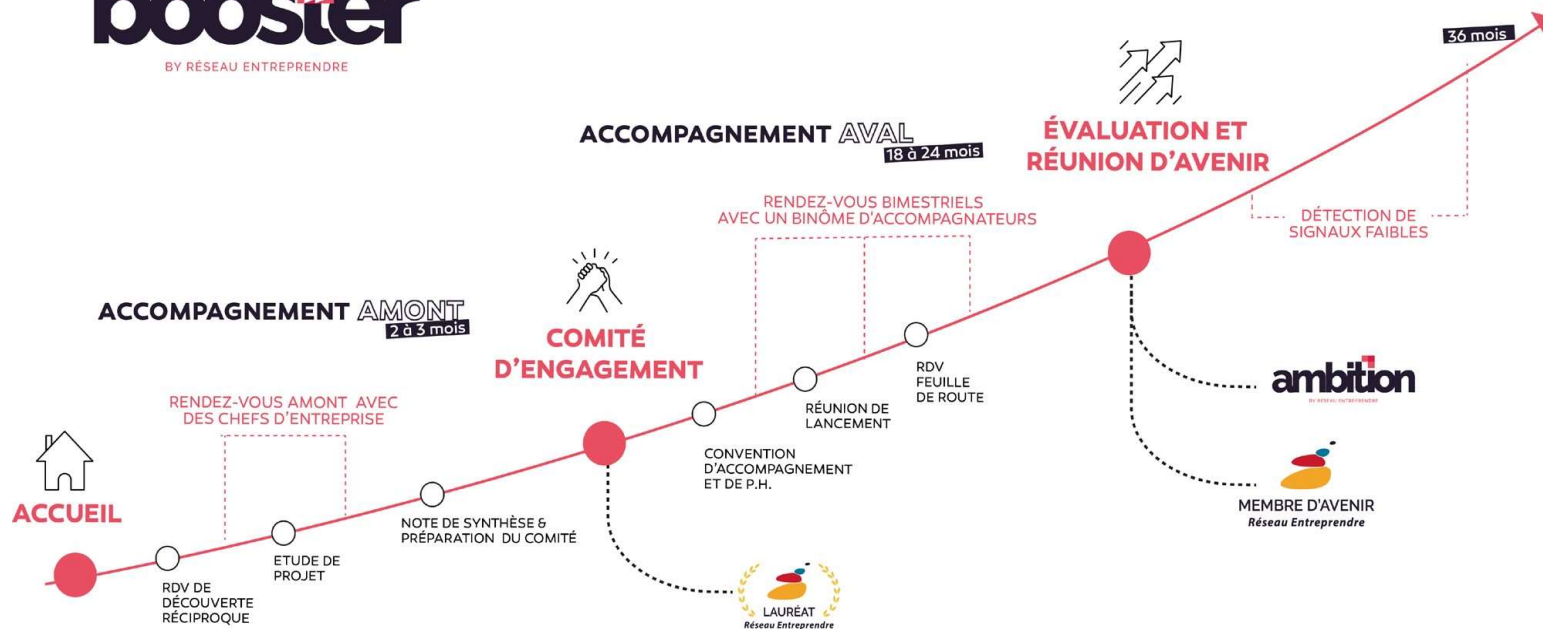 booster
BY RÉSEAU ENTREPRENDRE
36 mois
ACCOMPAGNEMENT AVAL
18 à 24 mois
ÉVALUATION ET
RÉUNION D'AVENIR
RENDEZ-VOUS BIMESTRIELS
AVEC UN BINÔME D'ACCOMPAGNATEURS
DÉTECTION DE
SIGNAUX FAIBLES
ACCOMPAGNEMENT AMONT
2 à 3 mois
COMITÉ
D'ENGAGEMENT
RENDEZ-VOUS AMONT AVEC
DES CHEFS D'ENTREPRISE
ACCUEIL
RDV DE
DÉCOUVERTE
RÉCIPROQUE
ETUDE DE
PROJET
NOTE DE SYNTHÈSE &
PRÉPARATION DU COMITÉ
CONVENTION
D'ACCOMPAGNEMENT
ET DE P.H.
RÉUNION DE
LANCEMENT
RDV
FEUILLE
DE ROUTE
ambition
BY RÉSEAU ENTREPRENDRE
MEMBRE D'AVENIR
Réseau Entreprendre
LAURÉAT
Réseau Entreprendre